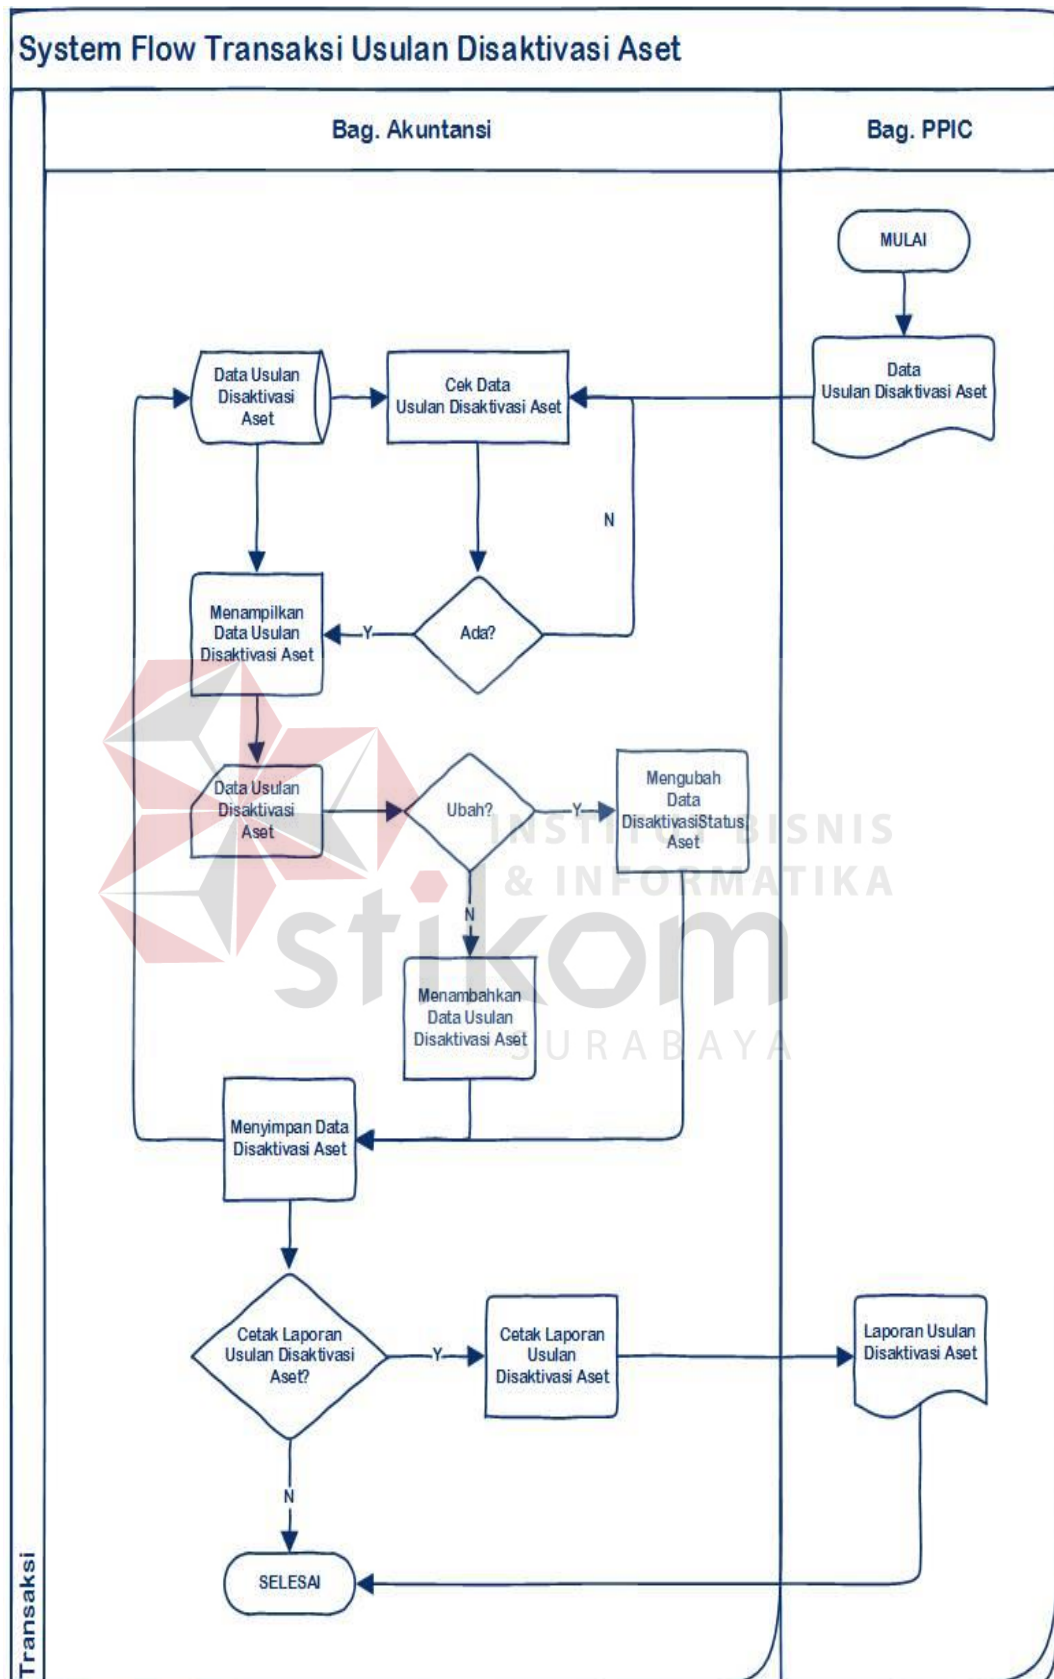 System Flow Transaksi Usulan Disaktivasi Aset
Bag. Akuntansi
Bag. PPIC
MULAI
Data Usulan
Disaktivasi
Aset
Cek Data
Usulan Disaktivasi Aset
Data
Usulan Disaktivasi Aset
N
Menampilkan
Data Usulan
Disaktivasi Aset
Y
Ada?
Data Usulan
Disaktivasi
Aset
Ubah?
Y
Mengubah
Data
DisaktivasiStatus
Aset
INSTITUT BISNIS
& INFORMATIKA
stikom
SURABAYA
N
Menambahkan
Data Usulan
Disaktivasi Aset
Menyimpan Data
Disaktivasi Aset
Cetak Laporan
Usulan Disaktivasi
Aset?
Y
Cetak Laporan
Usulan
Disaktivasi Aset
Laporan Usulan
Disaktivasi Aset
N
SELESAI
Transaksi